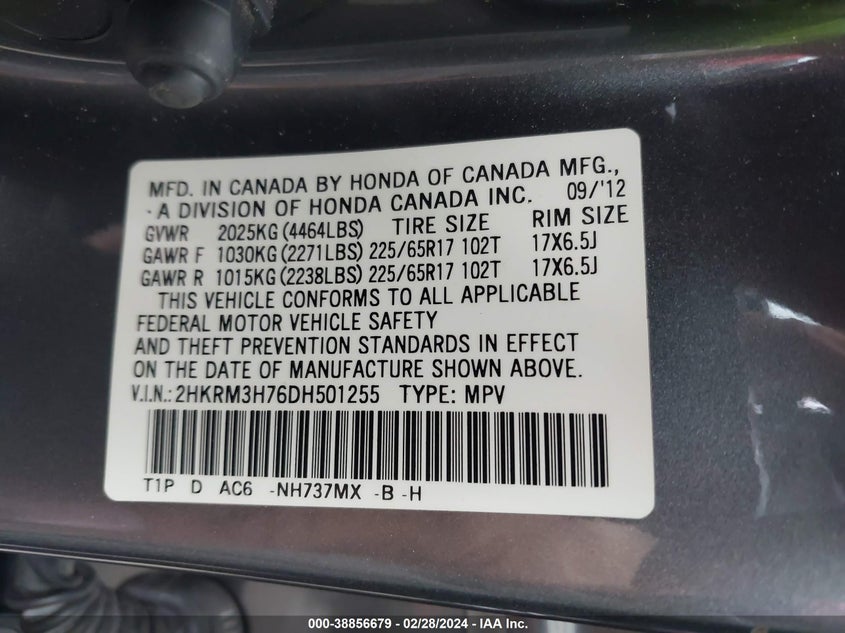 MFD. IN CANADA BY HONDA OF CANADA MFG.,
- A DIVISION OF HONDA CANADA INC. 09/'12
GVWR 2025KG (4464LBS) TIRE SIZE RIM SIZE
GAWR F 1030KG (2271LBS) 225/65R17 102T 17X6.5J
GAWR R 1015KG (2238LBS) 225/65R17 102T 17X6.5J
THIS VEHICLE CONFORMS TO ALL APPLICABLE
FEDERAL MOTOR VEHICLE SAFETY
AND THEFT PREVENTION STANDARDS IN EFFECT
ON THE DATE OF MANUFACTURE SHOWN ABOVE.
V.I.N.: 2HKRM3H76DH501255 TYPE: MPV
T1P D AC6 -NH737MX -B -H
000-38856679 - 02/28/2024 - IAA Inc.